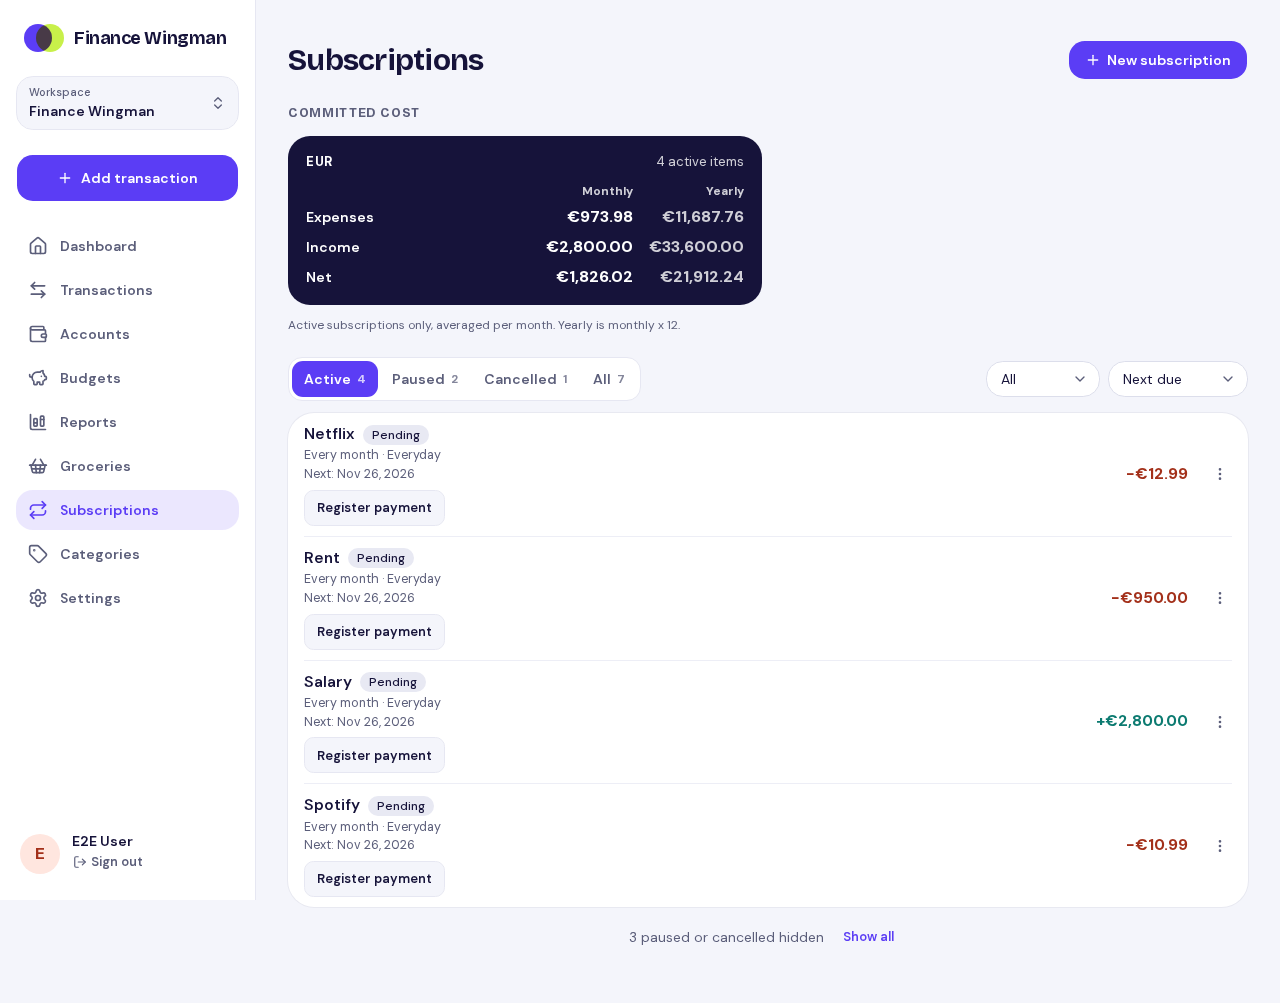 Finance Wingman
Workspace
Finance Wingman
Add transaction
Dashboard
Transactions
Accounts
Budgets
Reports
Groceries
Subscriptions
Categories
Settings
E
E2E User
Sign out
Subscriptions
New subscription
COMMITTED COST
EUR 4 active items
Monthly Yearly
Expenses €973.98 €11,687.76
Income €2,800.00 €33,600.00
Net €1,826.02 €21,912.24
Active subscriptions only, averaged per month. Yearly is monthly x 12.
Active 4 Paused 2 Cancelled 1 All 7 All Next due
Netflix Pending
Every month · Everyday
Next: Nov 26, 2026
-€12.99
Register payment
Rent Pending
Every month · Everyday
Next: Nov 26, 2026
-€950.00
Register payment
Salary Pending
Every month · Everyday
Next: Nov 26, 2026
+€2,800.00
Register payment
Spotify Pending
Every month · Everyday
Next: Nov 26, 2026
-€10.99
Register payment
3 paused or cancelled hidden Show all